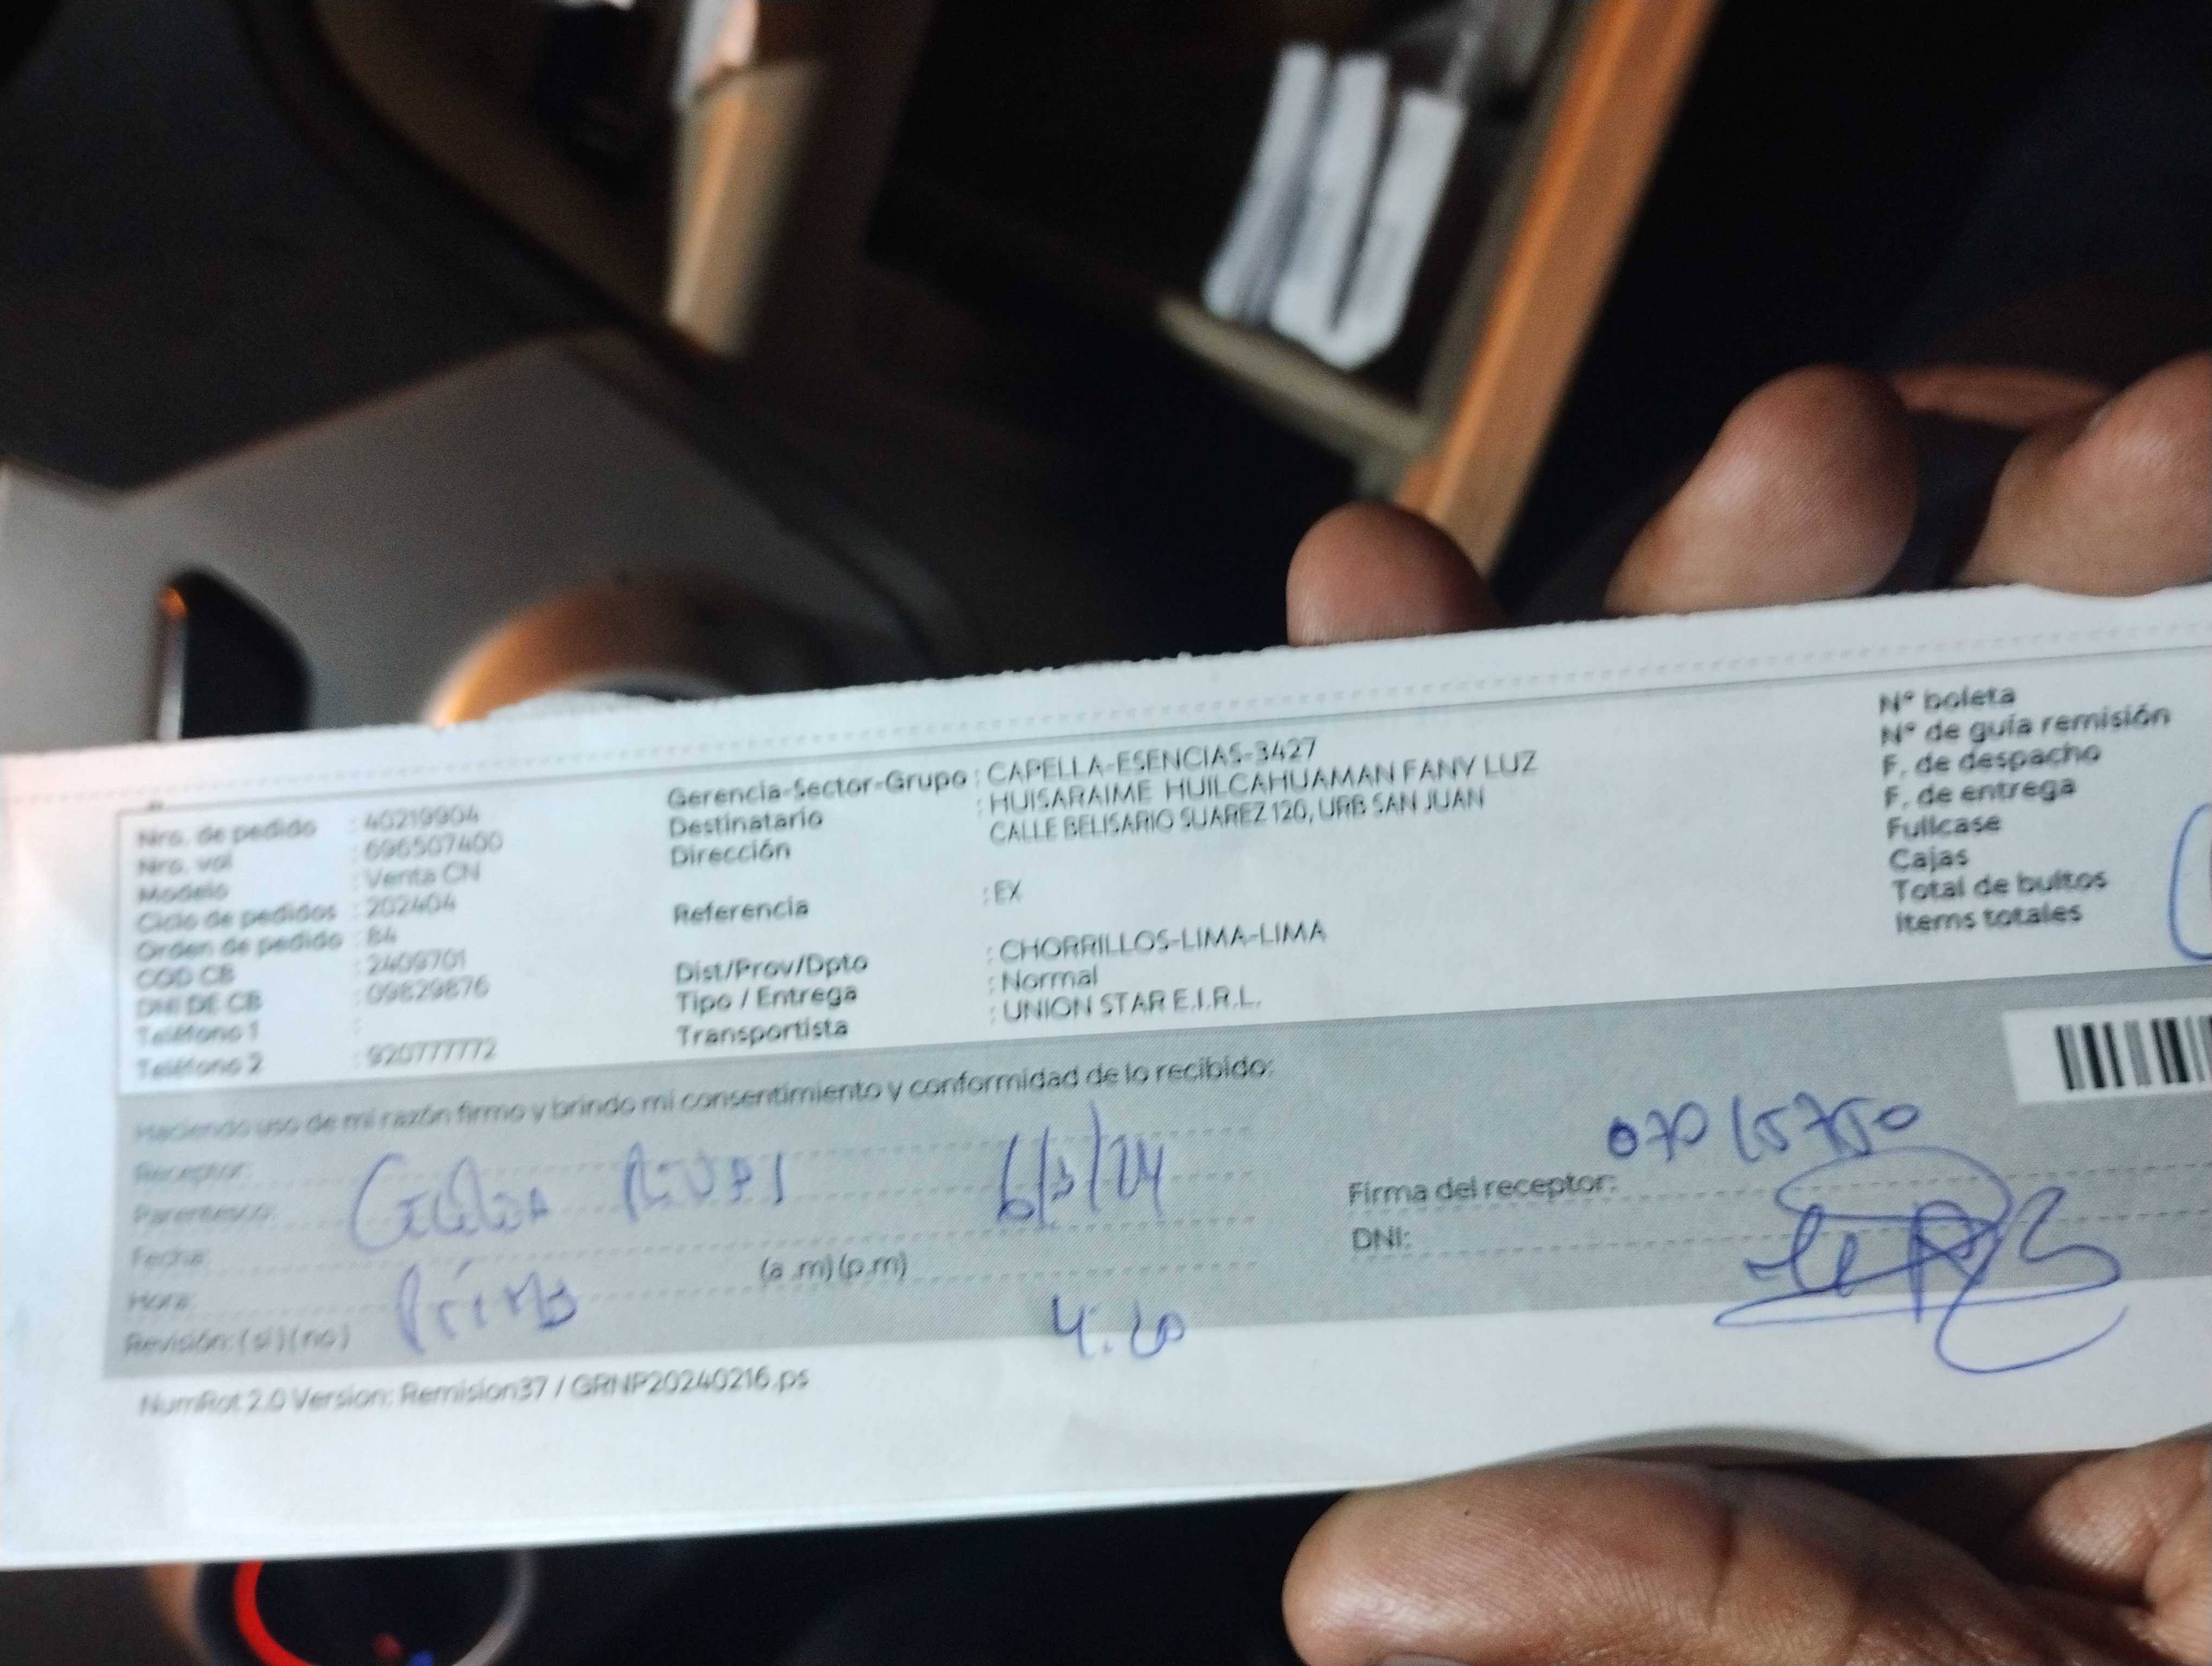 Nro. de pedido : 40219904
Nro. vol : 696507400
Modelo : Venta CN
Ciclo de pedidos : 202404
Orden de pedido : 84
COD CB : 2409701
DNI DE CB : 09829876
Teléfono 1 :
Teléfono 2 : 920777772
Gerencia-Sector-Grupo : CAPELLA-ESENCIAS-3427
Destinatario : HUISARAIME HUILCAHUAMAN FANY LUZ
Dirección CALLE BELISARIO SUAREZ 120, URB SAN JUAN
Referencia : EX
Dist/Prov/Dpto : CHORRILLOS-LIMA-LIMA
Tipo / Entrega : Normal
Transportista : UNION STAR E.I.R.L.
N° boleta
N° de guía remisión
F. de despacho
F. de entrega
Fullcase
Cajas
Total de bultos
Items totales
Haciendo uso de mi razón firmo y brindo mi consentimiento y conformidad de lo recibido:
Receptor:
Parentesco:
6/3/24
Fecha:
Hora: (a .m) (p.m)
Revisión: ( si ) ( no )
4:20
07015750
Firma del receptor:
DNI:
NumRot 2.0 Version: Remision37 / GRNP20240216.ps